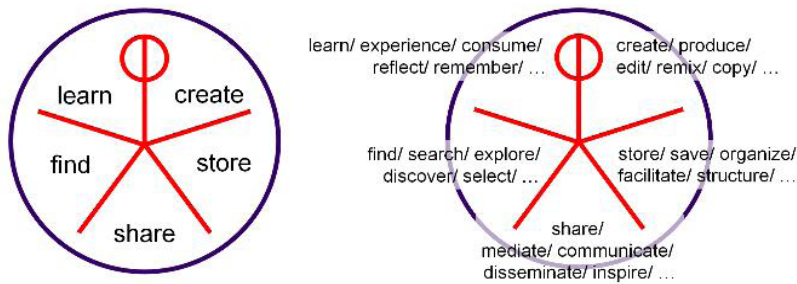 learn
create
find
store
share
learn/ experience/ consume/
reflect/ remember/ ...
create/ produce/
edit/ remix/ copy/ ...
find/ search/ explore/
discover/ select/ ...
store/ save/ organize/
facilitate/ structure/ ...
share/
mediate/ communicate/
disseminate/ inspire/ ...